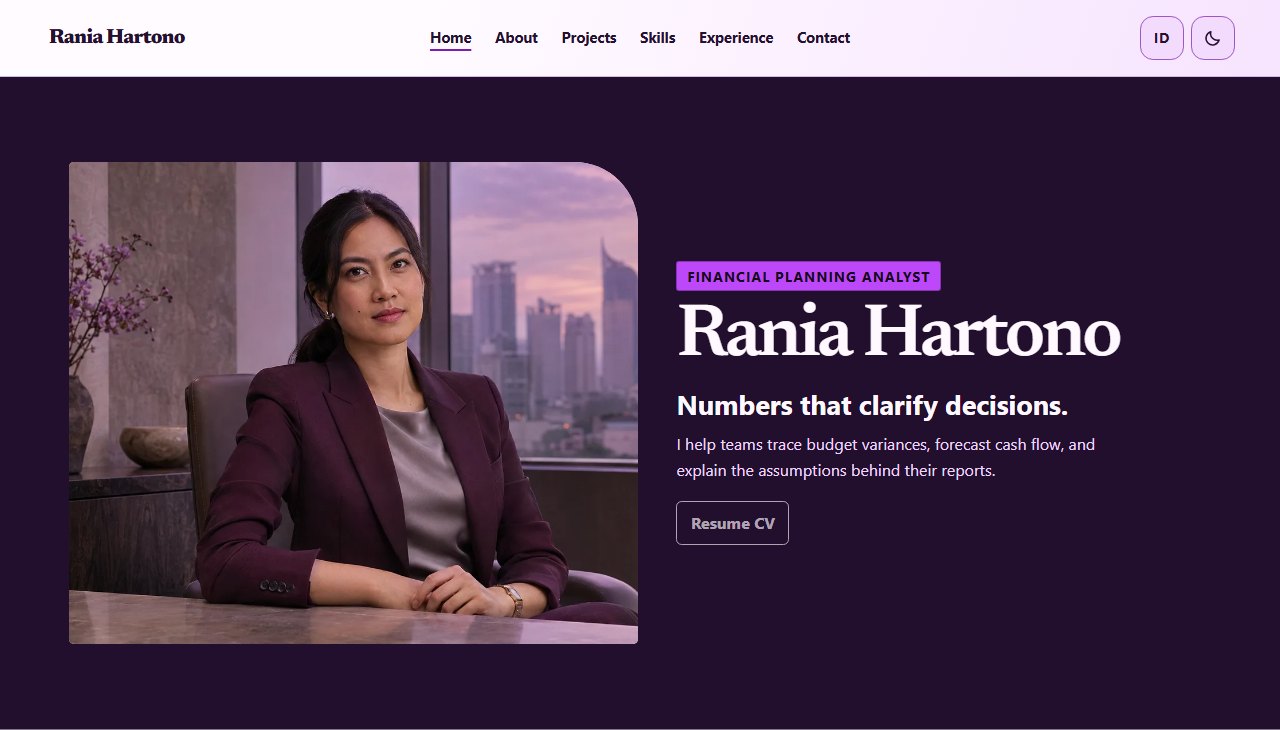 Rania Hartono
Home About Projects Skills Experience Contact
ID
FINANCIAL PLANNING ANALYST
Rania Hartono
Numbers that clarify decisions.
I help teams trace budget variances, forecast cash flow, and
explain the assumptions behind their reports.
Resume CV